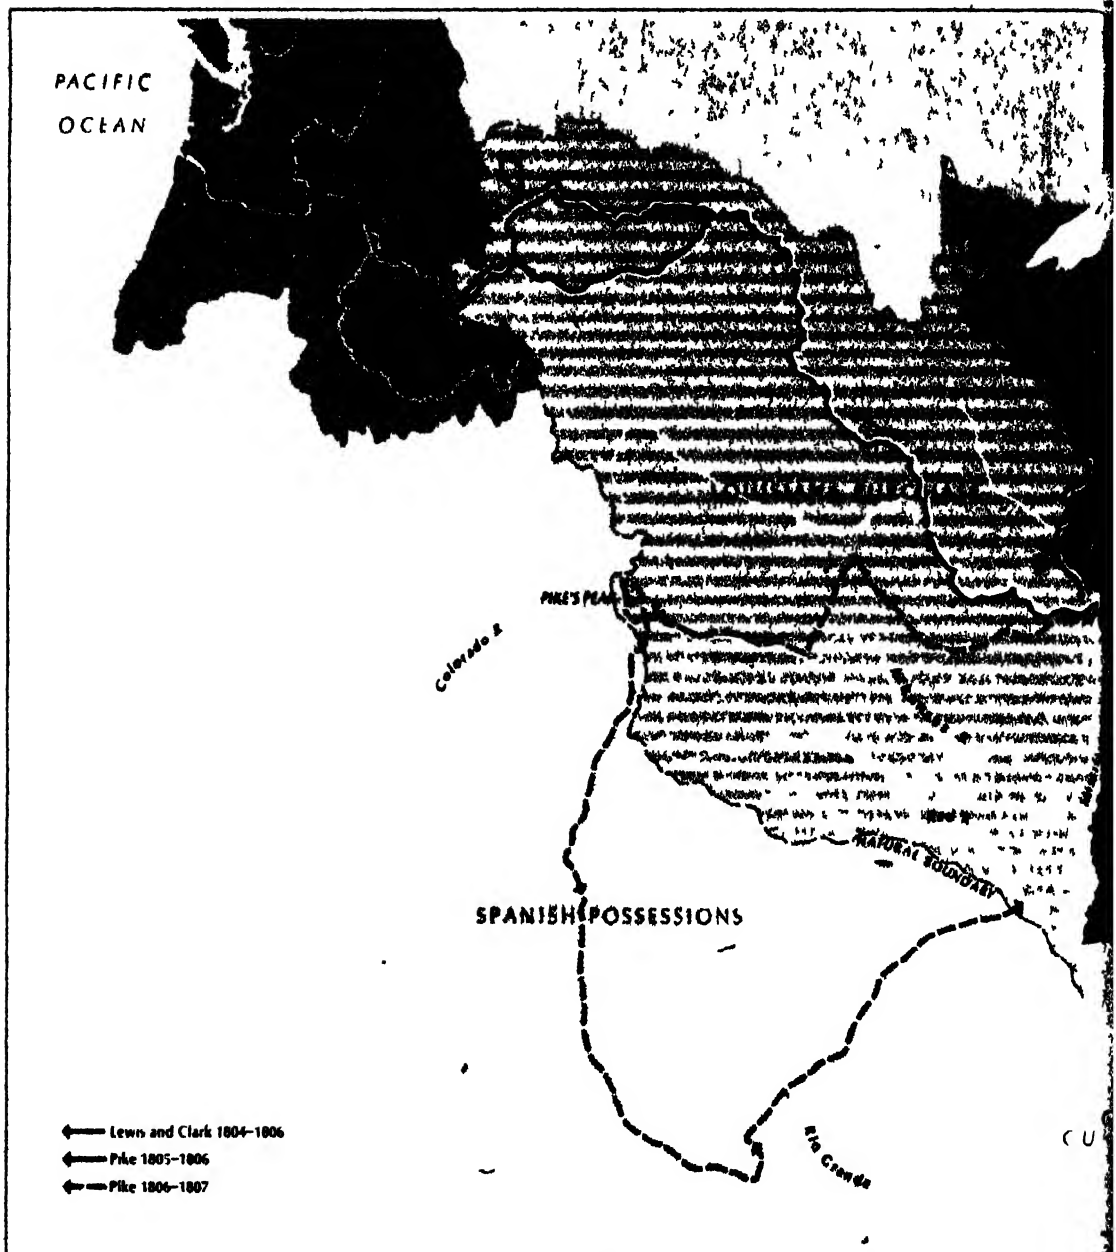 PACIFIC
OCEAN
PIKE'S PEAK
Colorado R
NATURAL BOUNDARY
SPANISH POSSESSIONS
Rio Grande
CU
Lewis and Clark 1804–1806
Pike 1805–1806
Pike 1806–1807